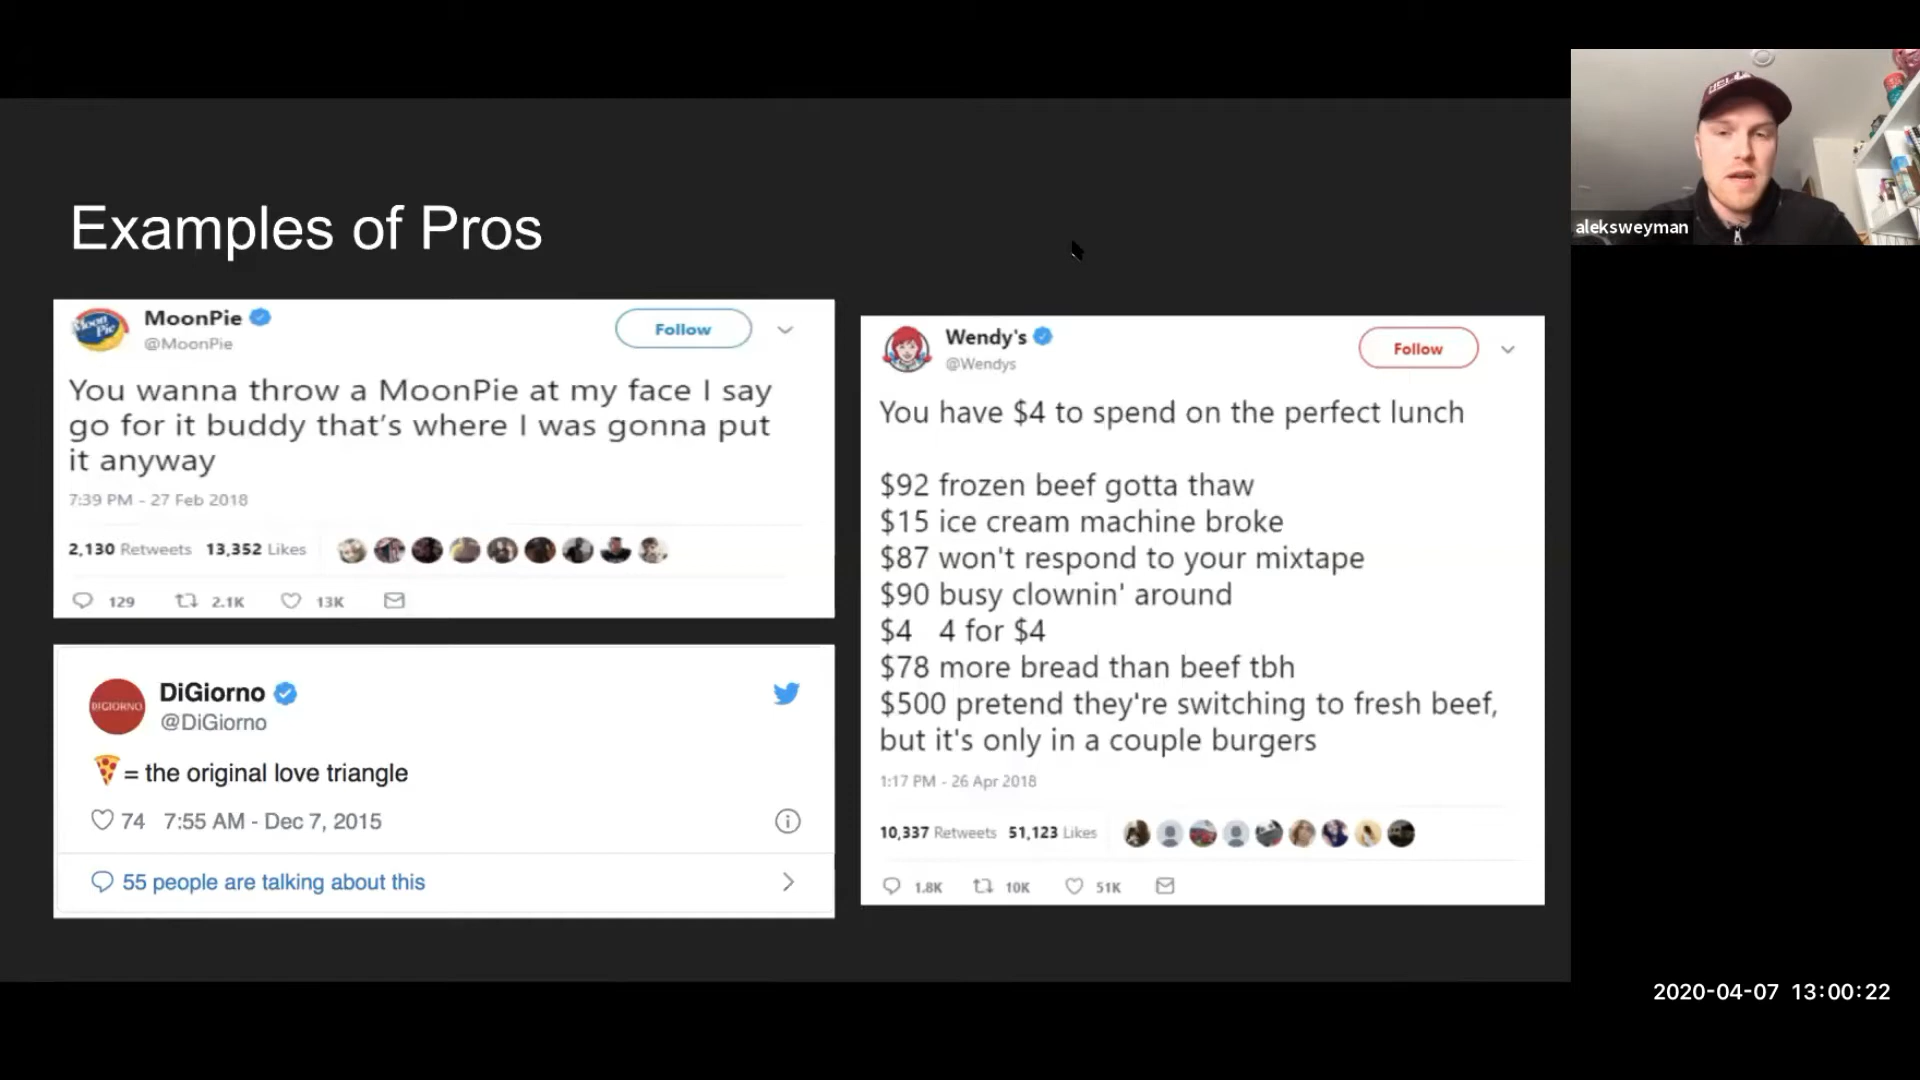 Examples of Pros
MoonPie
@MoonPie
Follow
You wanna throw a MoonPie at my face I say
go for it buddy that's where I was gonna put
it anyway
7:39 PM - 27 Feb 2018
2,130 Retweets 13,352 Likes
129 2.1K 13K
DIGIORNO
DiGiorno
@DiGiorno
🍕= the original love triangle
74 7:55 AM - Dec 7, 2015
55 people are talking about this
Wendy's
@Wendys
Follow
You have $4 to spend on the perfect lunch
$92 frozen beef gotta thaw
$15 ice cream machine broke
$87 won't respond to your mixtape
$90 busy clownin' around
$4 4 for $4
$78 more bread than beef tbh
$500 pretend they're switching to fresh beef,
but it's only in a couple burgers
1:17 PM - 26 Apr 2018
10,337 Retweets 51,123 Likes
1.8K 10K 51K
aleksweyman
2020-04-07 13:00:22